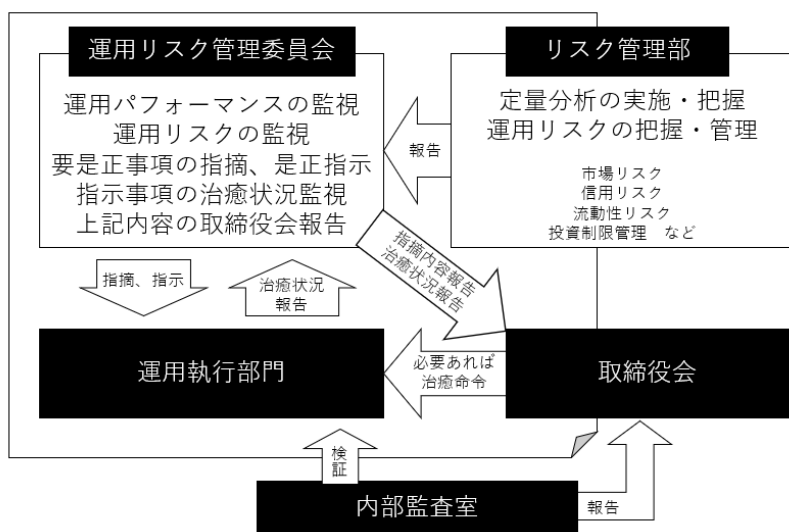 運用リスク管理委員会
運用パフォーマンスの監視
運用リスクの監視
要是正事項の指摘、是正指示
指示事項の治癒状況監視
上記内容の取締役会報告
報告
リスク管理部
定量分析の実施・把握
運用リスクの把握・管理
市場リスク
信用リスク
流動性リスク
投資制限管理　など
指摘、指示
治癒状況
報告
指摘内容報告
治癒状況報告
運用執行部門
必要あれば
治癒命令
取締役会
検証
内部監査室
報告